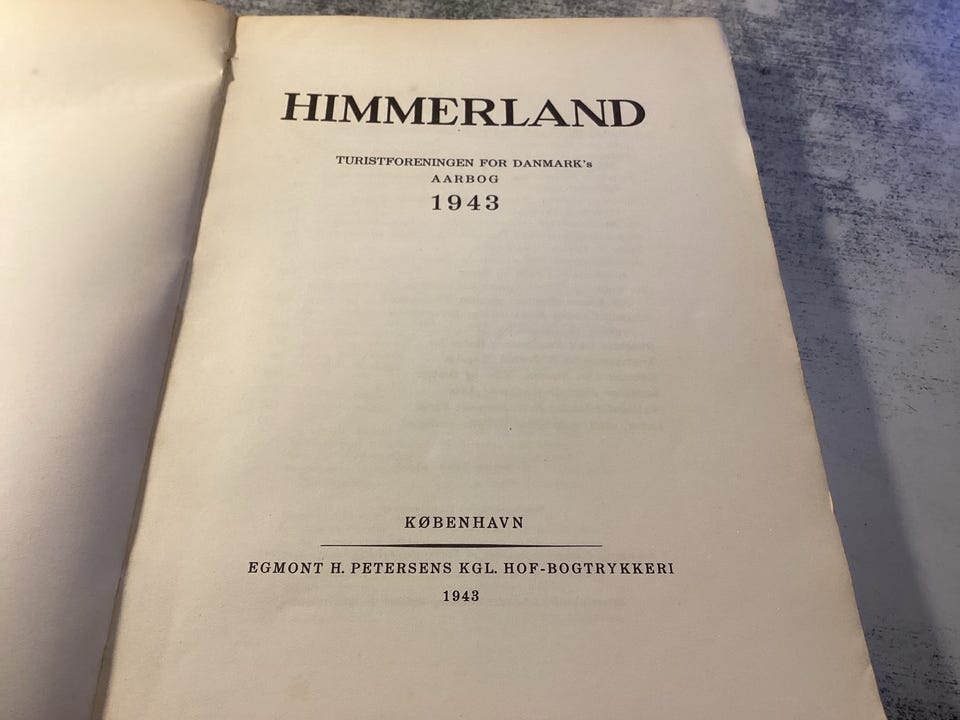 HIMMERLAND
TURISTFORENINGEN FOR DANMARK's
AARBOG
1943
KØBENHAVN
EGMONT H. PETERSENS KGL. HOF-BOGTRYKKERI
1943